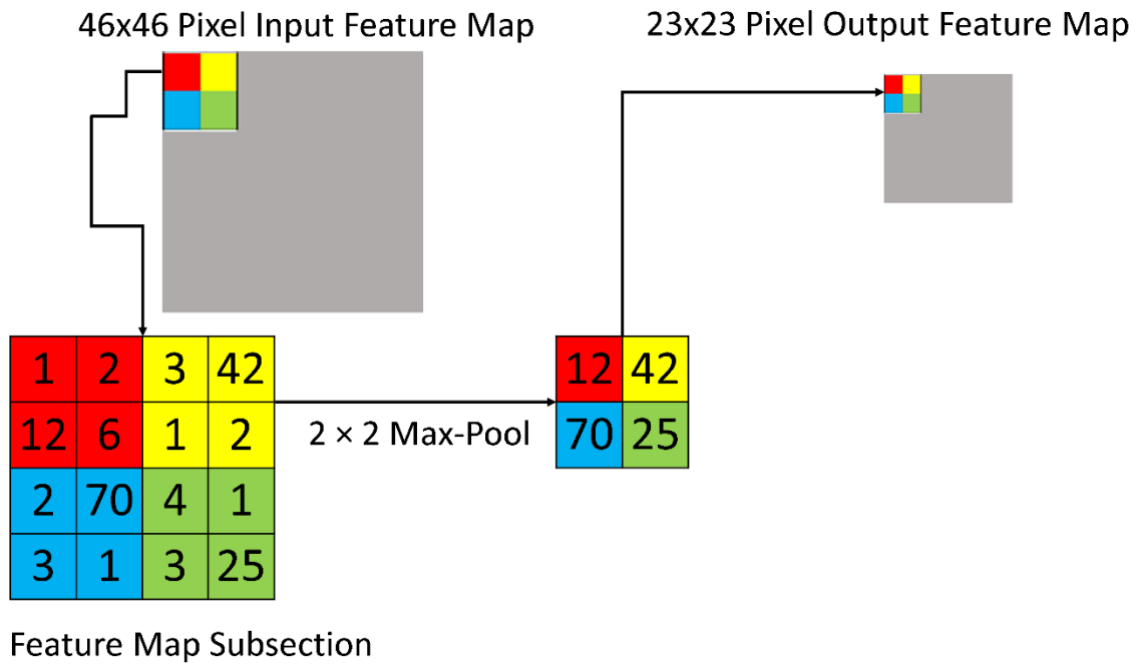 46x46 Pixel Input Feature Map
23x23 Pixel Output Feature Map
1 2 3 42
12 6 1 2
2 70 4 1
3 1 3 25
2 × 2 Max-Pool
12 42
70 25
Feature Map Subsection